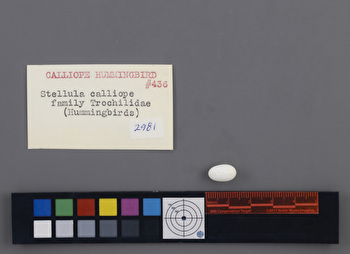 CALLIOPE HUMMINGBIRD
#436
Stellula calliope
family Trochilidae
(Hummingbirds)
2981